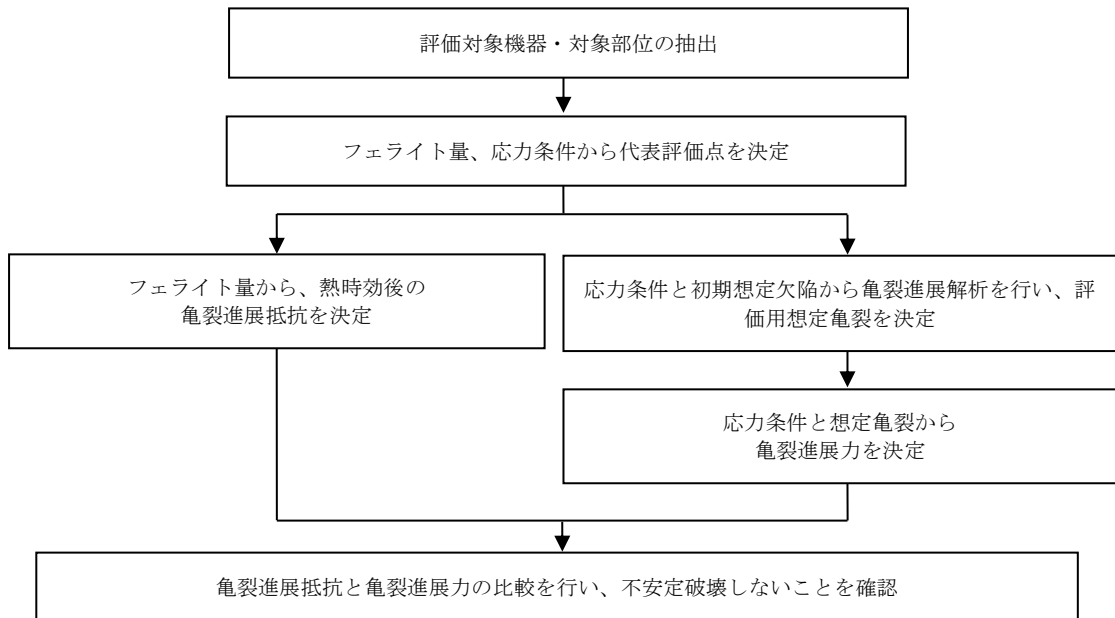 評価対象機器・対象部位の抽出
フェライト量、応力条件から代表評価点を決定
フェライト量から、熱時効後の
亀裂進展抵抗を決定
応力条件と初期想定欠陥から亀裂進展解析を行い、評
価用想定亀裂を決定
応力条件と想定亀裂から
亀裂進展力を決定
亀裂進展抵抗と亀裂進展力の比較を行い、不安定破壊しないことを確認